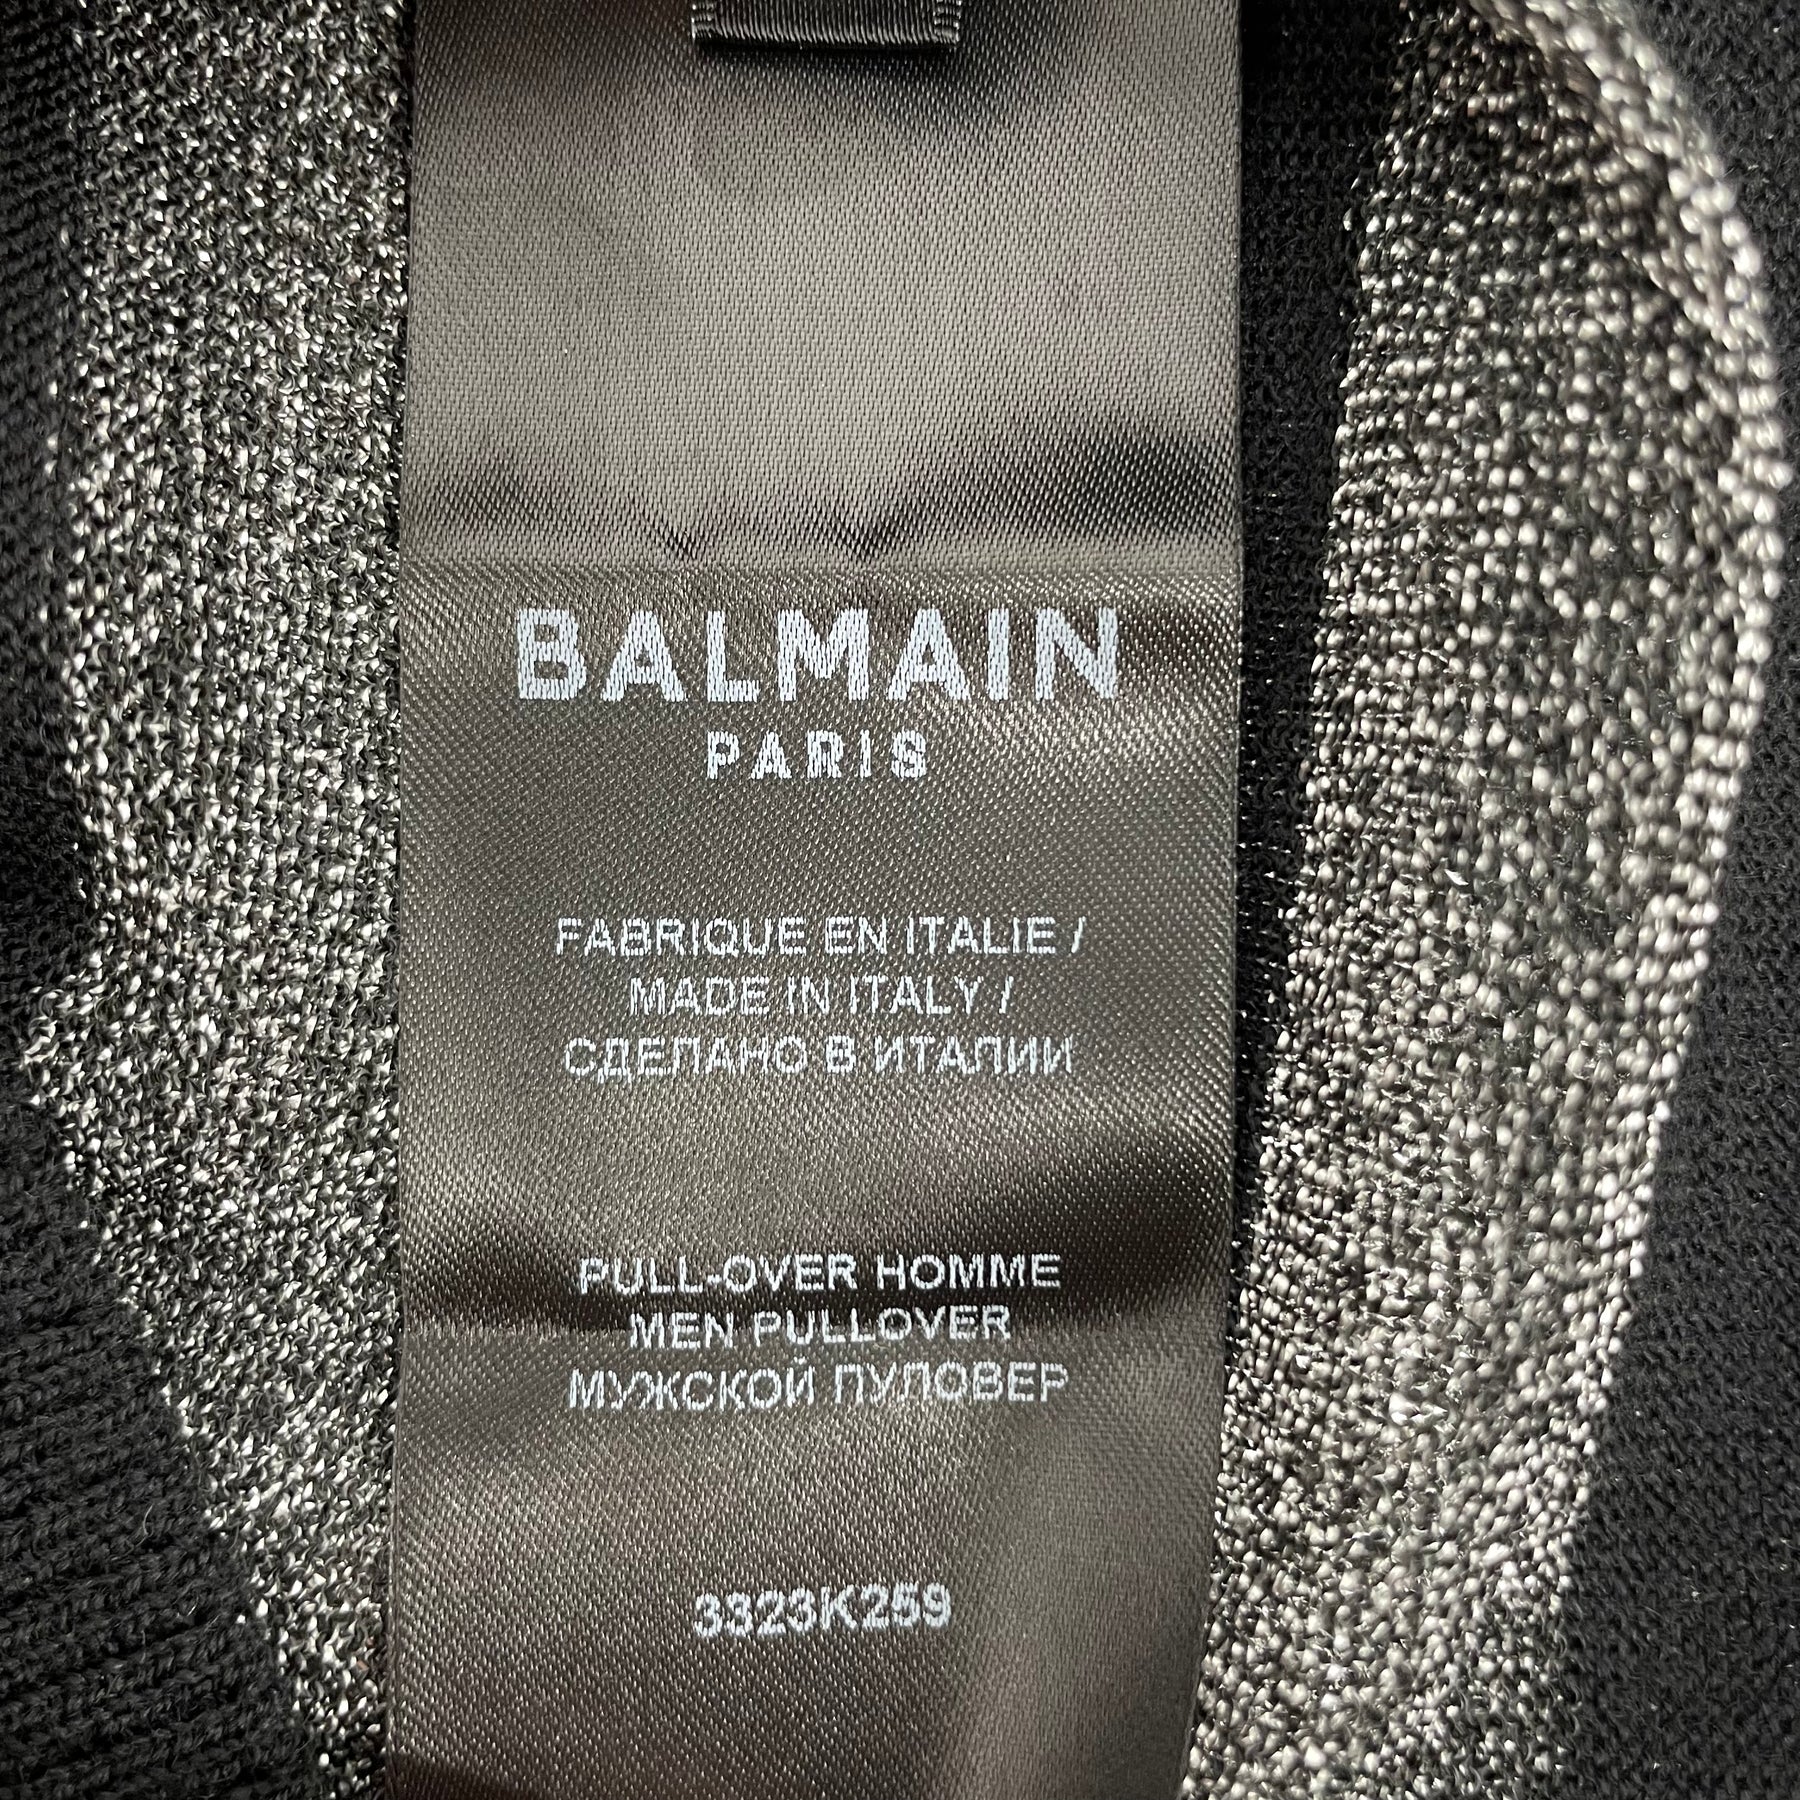 BALMAIN
PARIS
FABRIQUE EN ITALIE /
MADE IN ITALY /
СДЕЛАНО В ИТАЛИИ
PULL-OVER HOMME
MEN PULLOVER
МУЖСКОЙ ПУЛОВЕР
3323K259